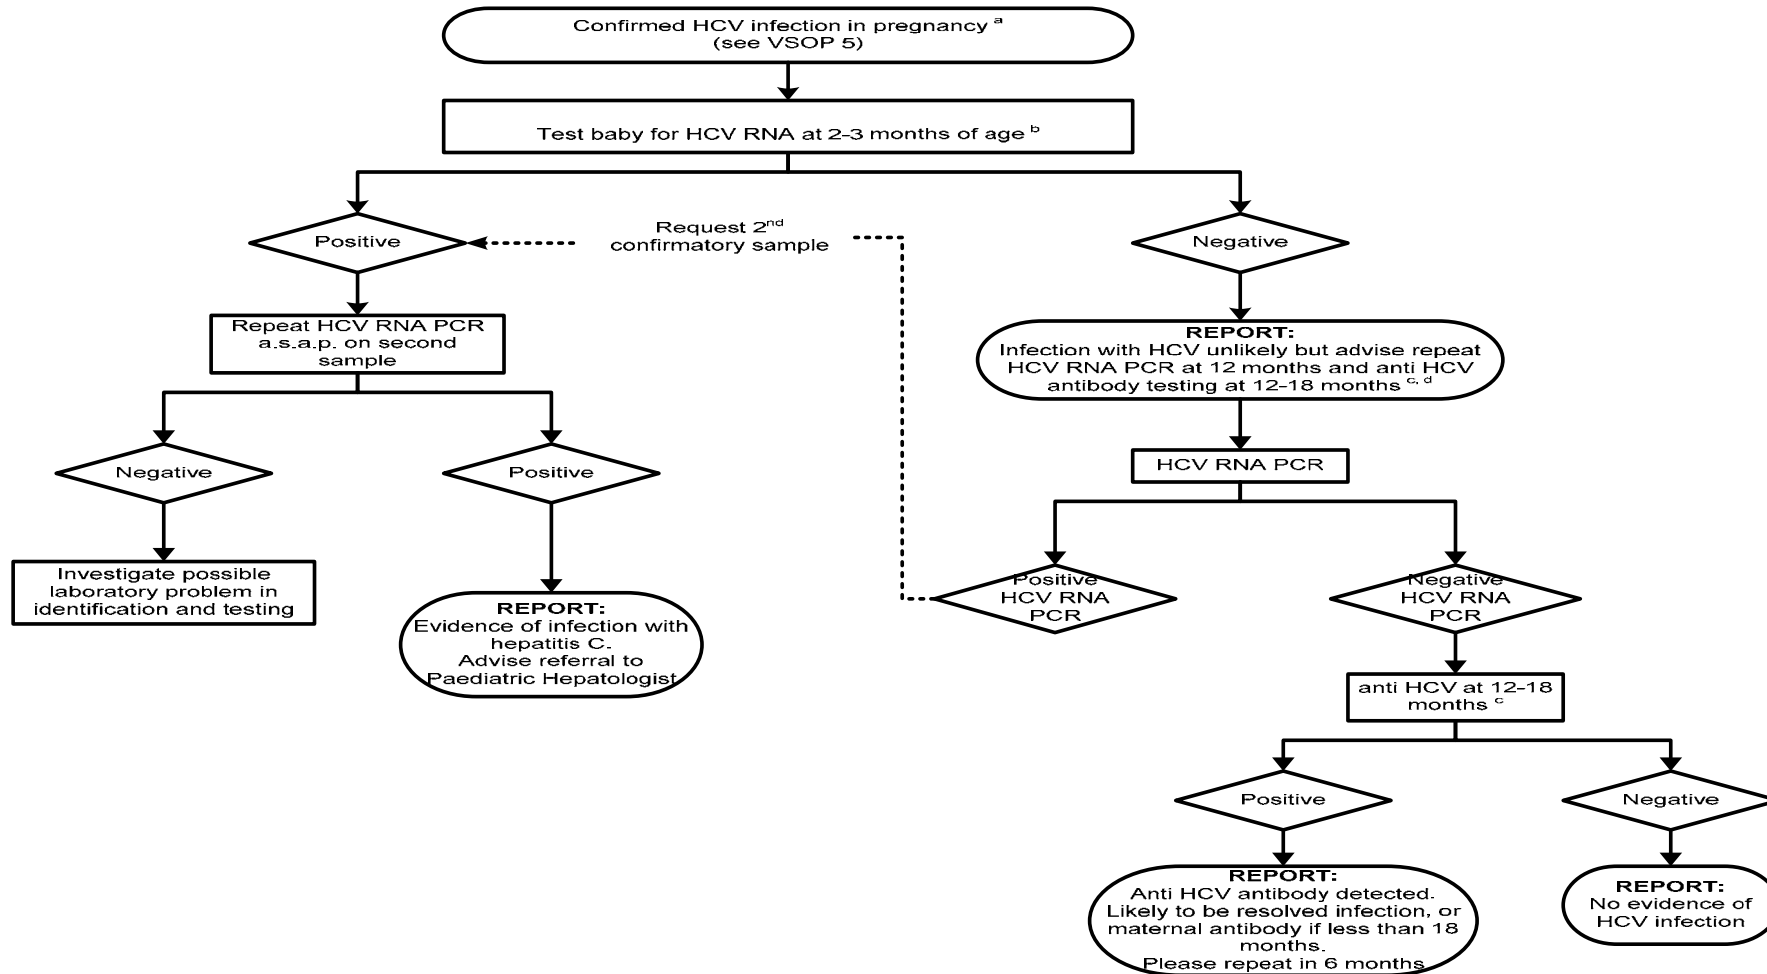 Confirmed HCV infection in pregnancy a
(see VSOP 5)
Test baby for HCV RNA at 2-3 months of age b
Positive
Request 2nd
confirmatory sample
Negative
Repeat HCV RNA PCR
a.s.a.p. on second
sample
REPORT:
Infection with HCV unlikely but advise repeat
HCV RNA PCR at 12 months and anti HCV
antibody testing at 12-18 months c, d
Negative
Positive
HCV RNA PCR
Investigate possible
laboratory problem in
identification and testing
REPORT:
Evidence of infection with
hepatitis C.
Advise referral to
Paediatric Hepatologist
Positive
HCV RNA
PCR
Negative
HCV RNA
PCR
anti HCV at 12-18
months c
Positive
Negative
REPORT:
Anti HCV antibody detected.
Likely to be resolved infection, or
maternal antibody if less than 18
months.
Please repeat in 6 months
REPORT:
No evidence of
HCV infection